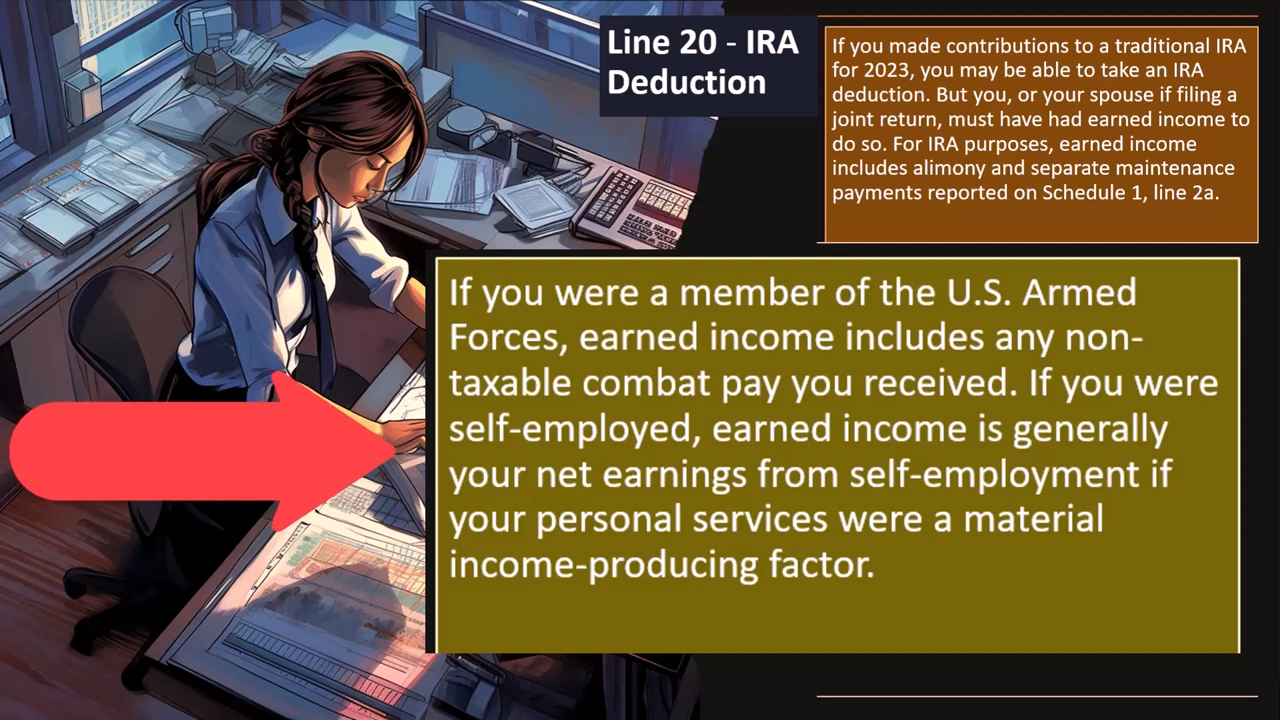 Line 20 - IRA
Deduction
If you made contributions to a traditional IRA
for 2023, you may be able to take an IRA
deduction. But you, or your spouse if filing a
joint return, must have had earned income to
do so. For IRA purposes, earned income
includes alimony and separate maintenance
payments reported on Schedule 1, line 2a.
If you were a member of the U.S. Armed
Forces, earned income includes any non-
taxable combat pay you received. If you were
self-employed, earned income is generally
your net earnings from self-employment if
your personal services were a material
income-producing factor.